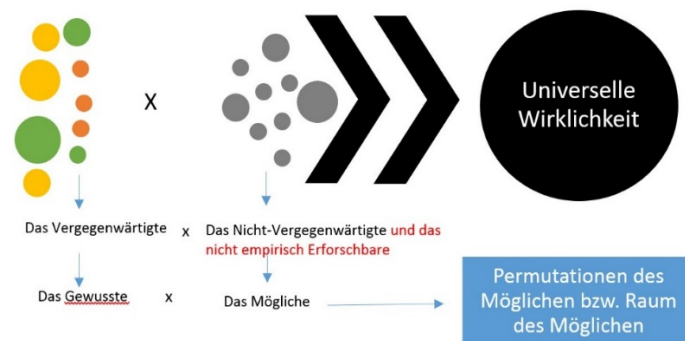 X
Universelle
Wirklichkeit
Das Vergegenwärtigte x Das Nicht-Vergegenwärtigte und das
nicht empirisch Erforschbare
Das Gewusste x Das Mögliche
Permutationen des
Möglichen bzw. Raum
des Möglichen